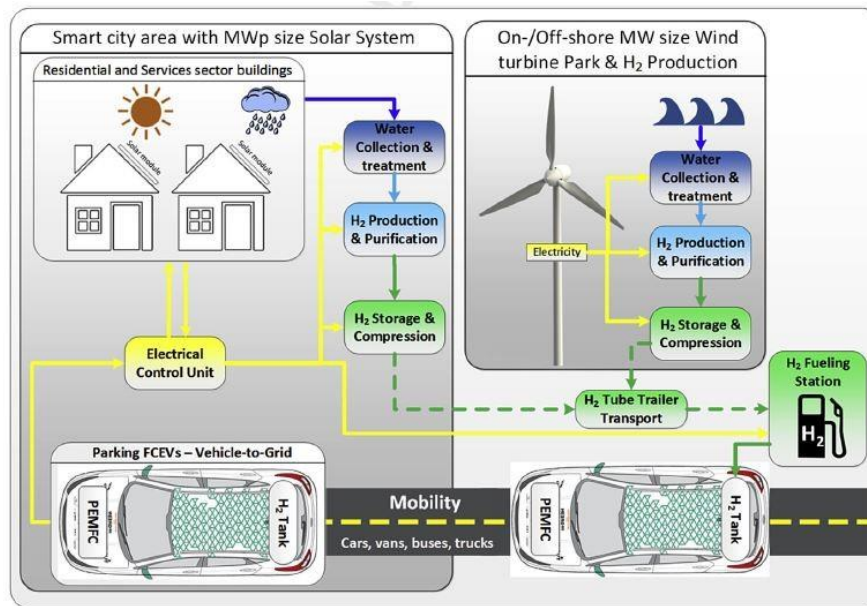 Smart city area with MWp size Solar System
Residential and Services sector buildings
Solar module
Solar module
Water
Collection &
treatment
H₂ Production
& Purification
H₂ Storage &
Compression
Electrical
Control Unit
On-/Off-shore MW size Wind
turbine Park & H₂ Production
Water
Collection &
treatment
Electricity
H₂ Production
& Purification
H₂ Storage &
Compression
H₂ Tube Trailer
Transport
H₂ Fueling
Station
H₂
Parking FCEVs – Vehicle-to-Grid
PEMFC
H₂ Tank
Mobility
Cars, vans, buses, trucks
PEMFC
H₂ Tank